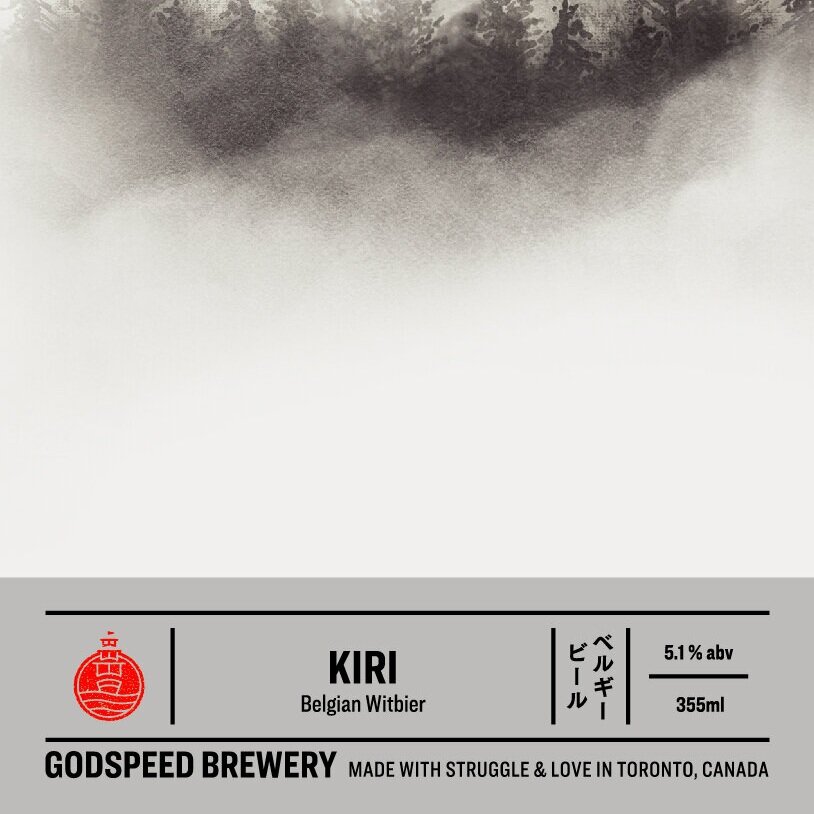 KIRI
Belgian Witbier
ベルギー
ビール
5.1% abv
355ml
GODSPEED BREWERY MADE WITH STRUGGLE & LOVE IN TORONTO, CANADA